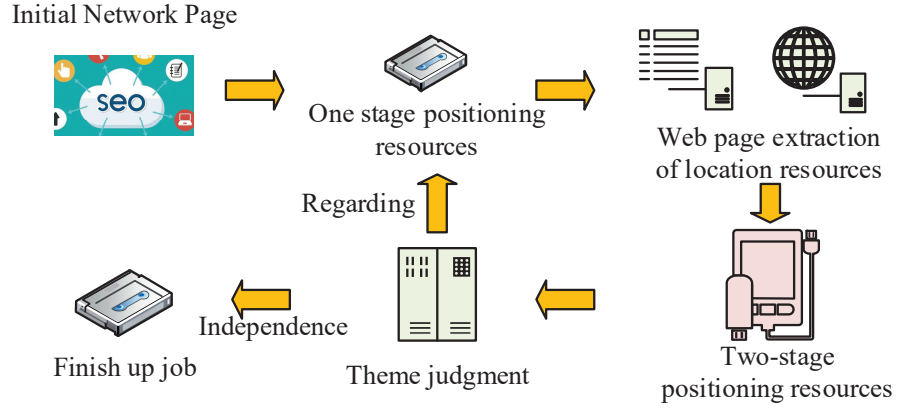 Initial Network Page
seo
One stage positioning
resources
Web page extraction
of location resources
Regarding
Independence
Finish up job
Theme judgment
Two-stage
positioning resources